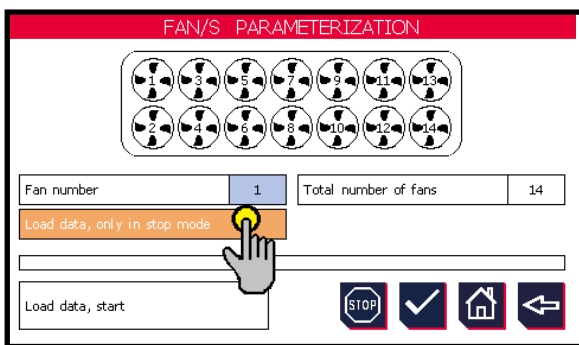 FAN/S PARAMETERIZATION
1 3 5 7 9 11 13
2 4 6 8 10 12 14
Fan number 1 Total number of fans 14
Load data, only in stop mode
Load data, start STOP